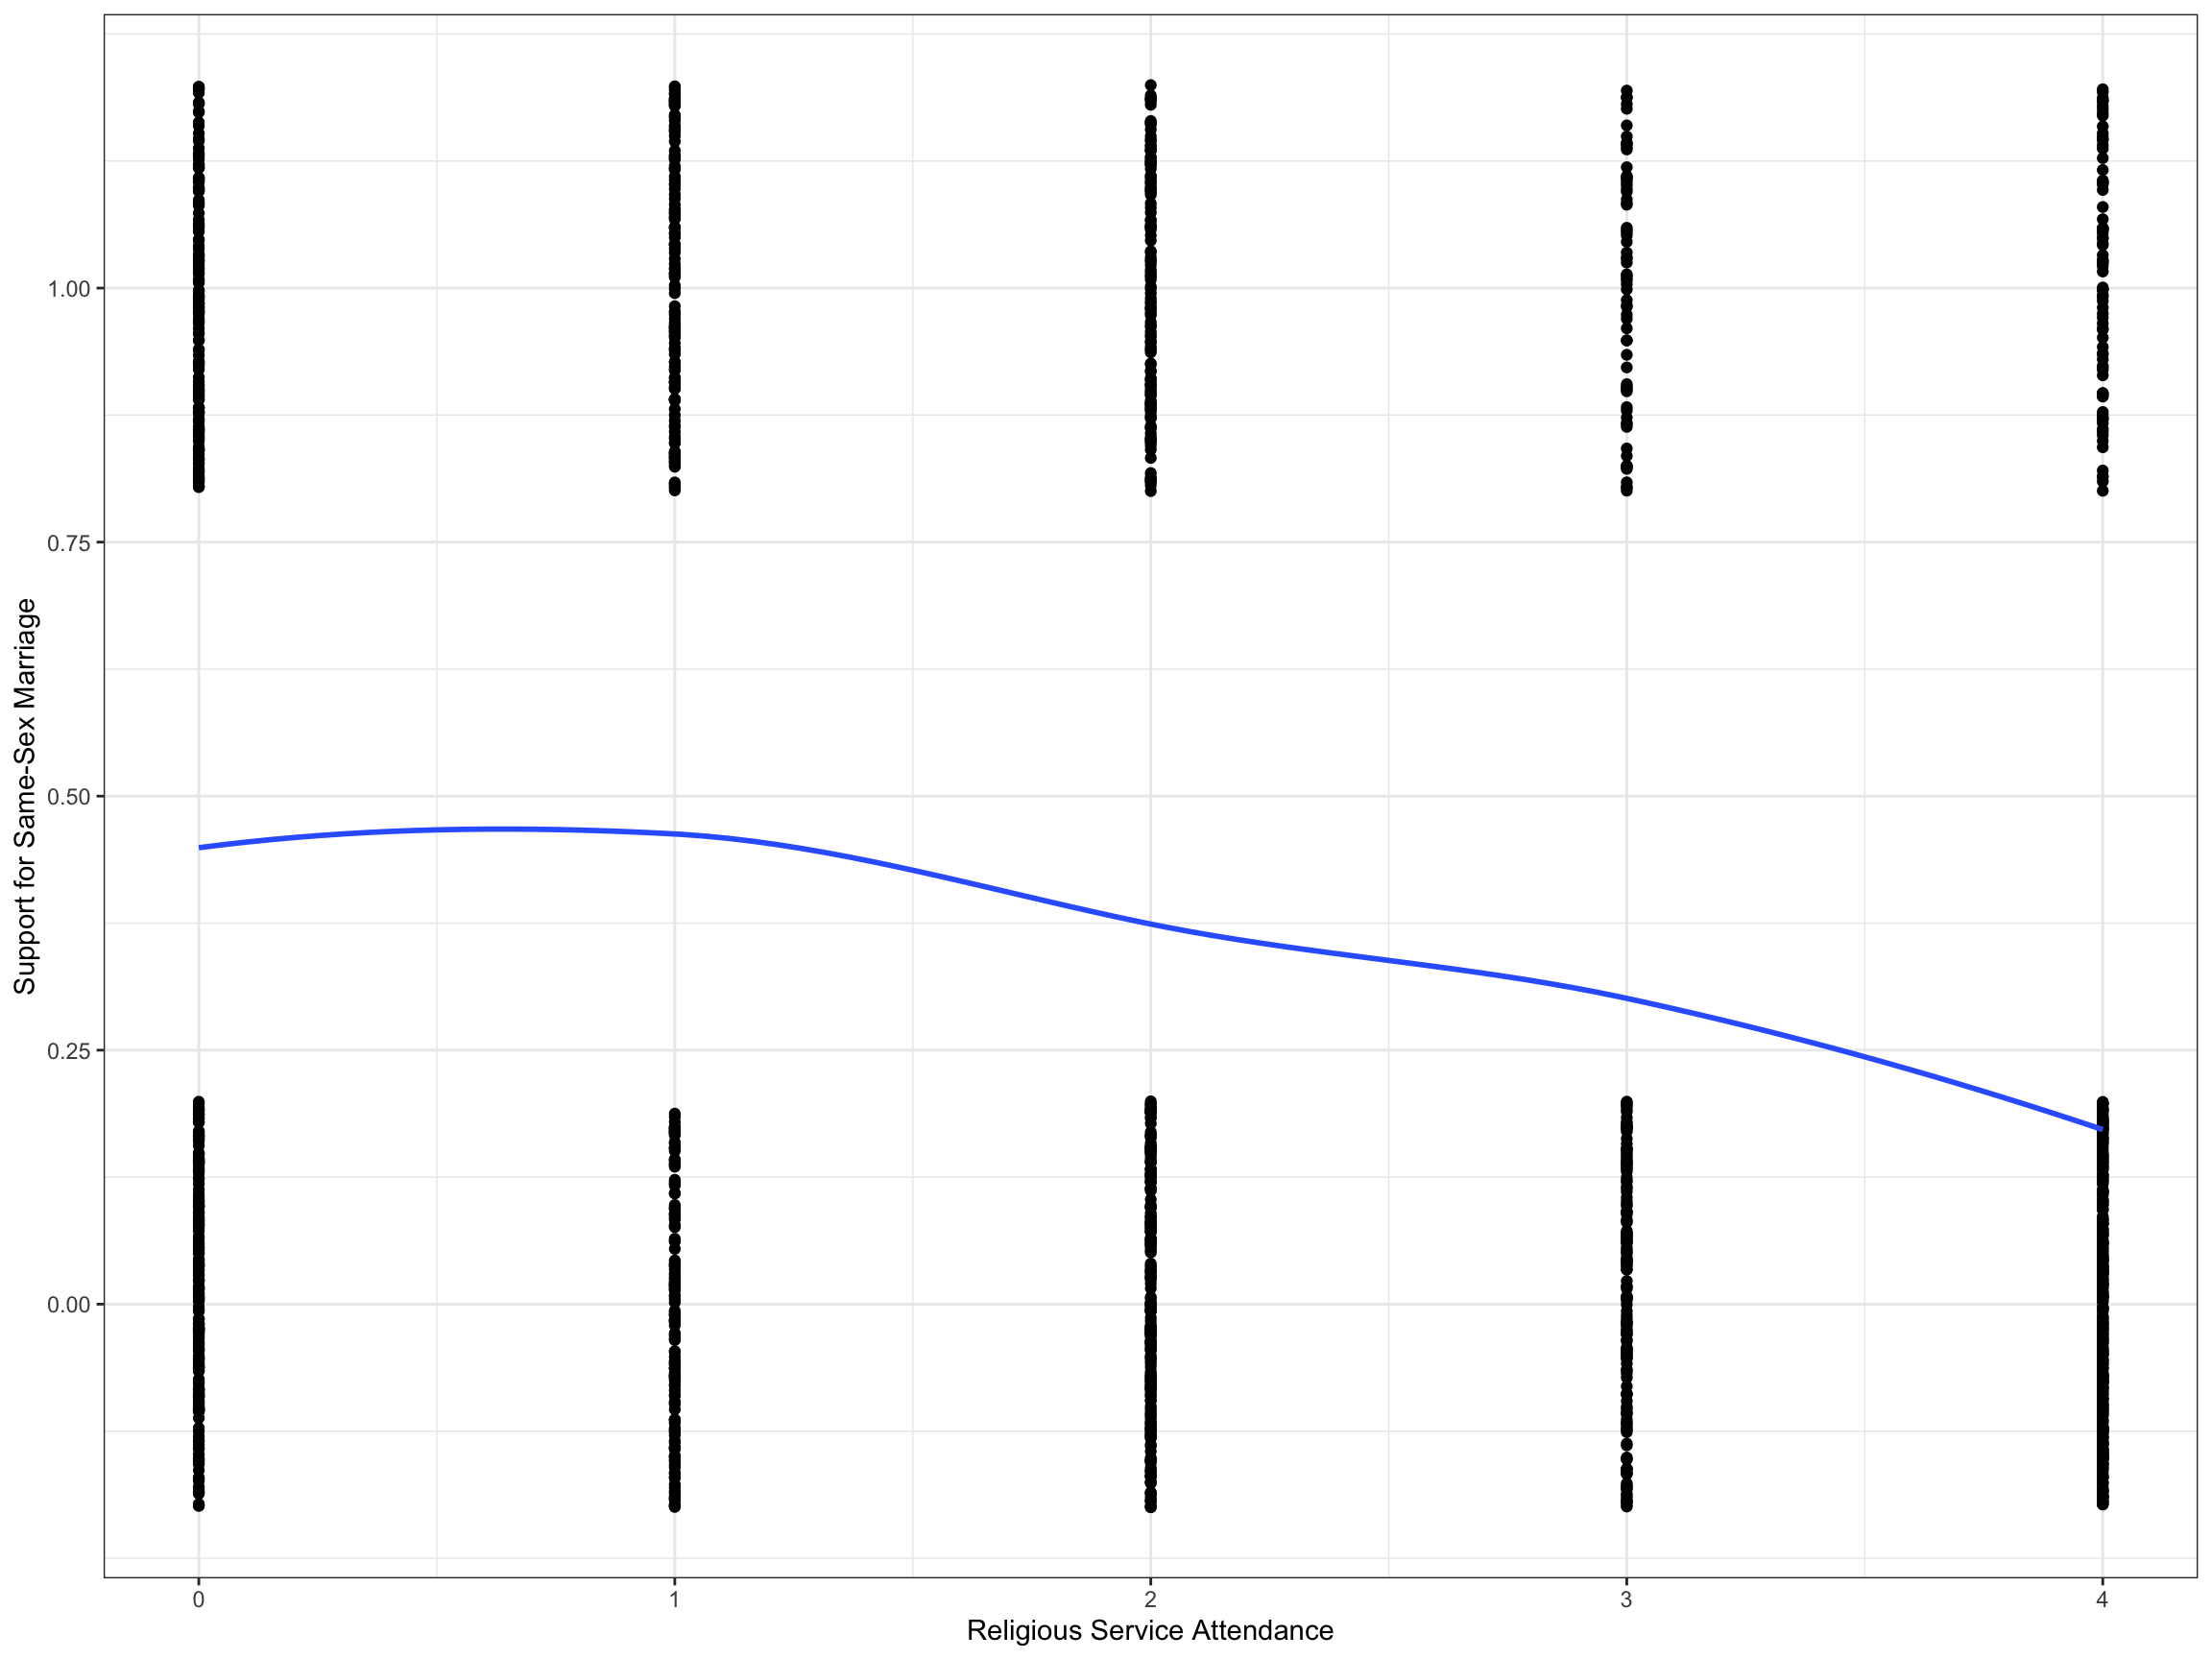 Support for Same-Sex Marriage
1.00
0.75
0.50
0.25
0.00
0 1 2 3 4
Religious Service Attendance